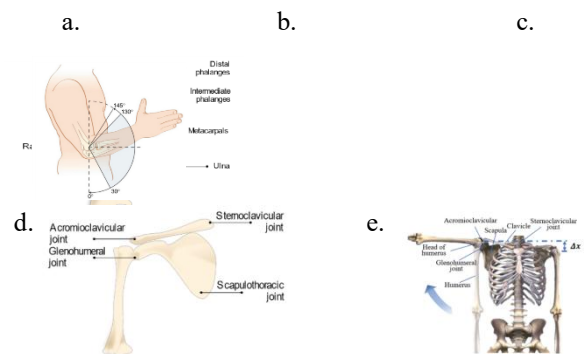 a.
b.
c.
Distal
phalanges
Intermediate
phalanges
Metacarpals
Ulna
145°
130°
30°
0°
d.
Sternoclavicular
joint
Acromioclavicular
joint
Glenohumeral
joint
Scapulothoracic
joint
e.
Acromioclavicular
Sternoclavicular
joint
Clavicle
Scapula
Head of
humerus
Glenohumeral
joint
Humerus
Δx